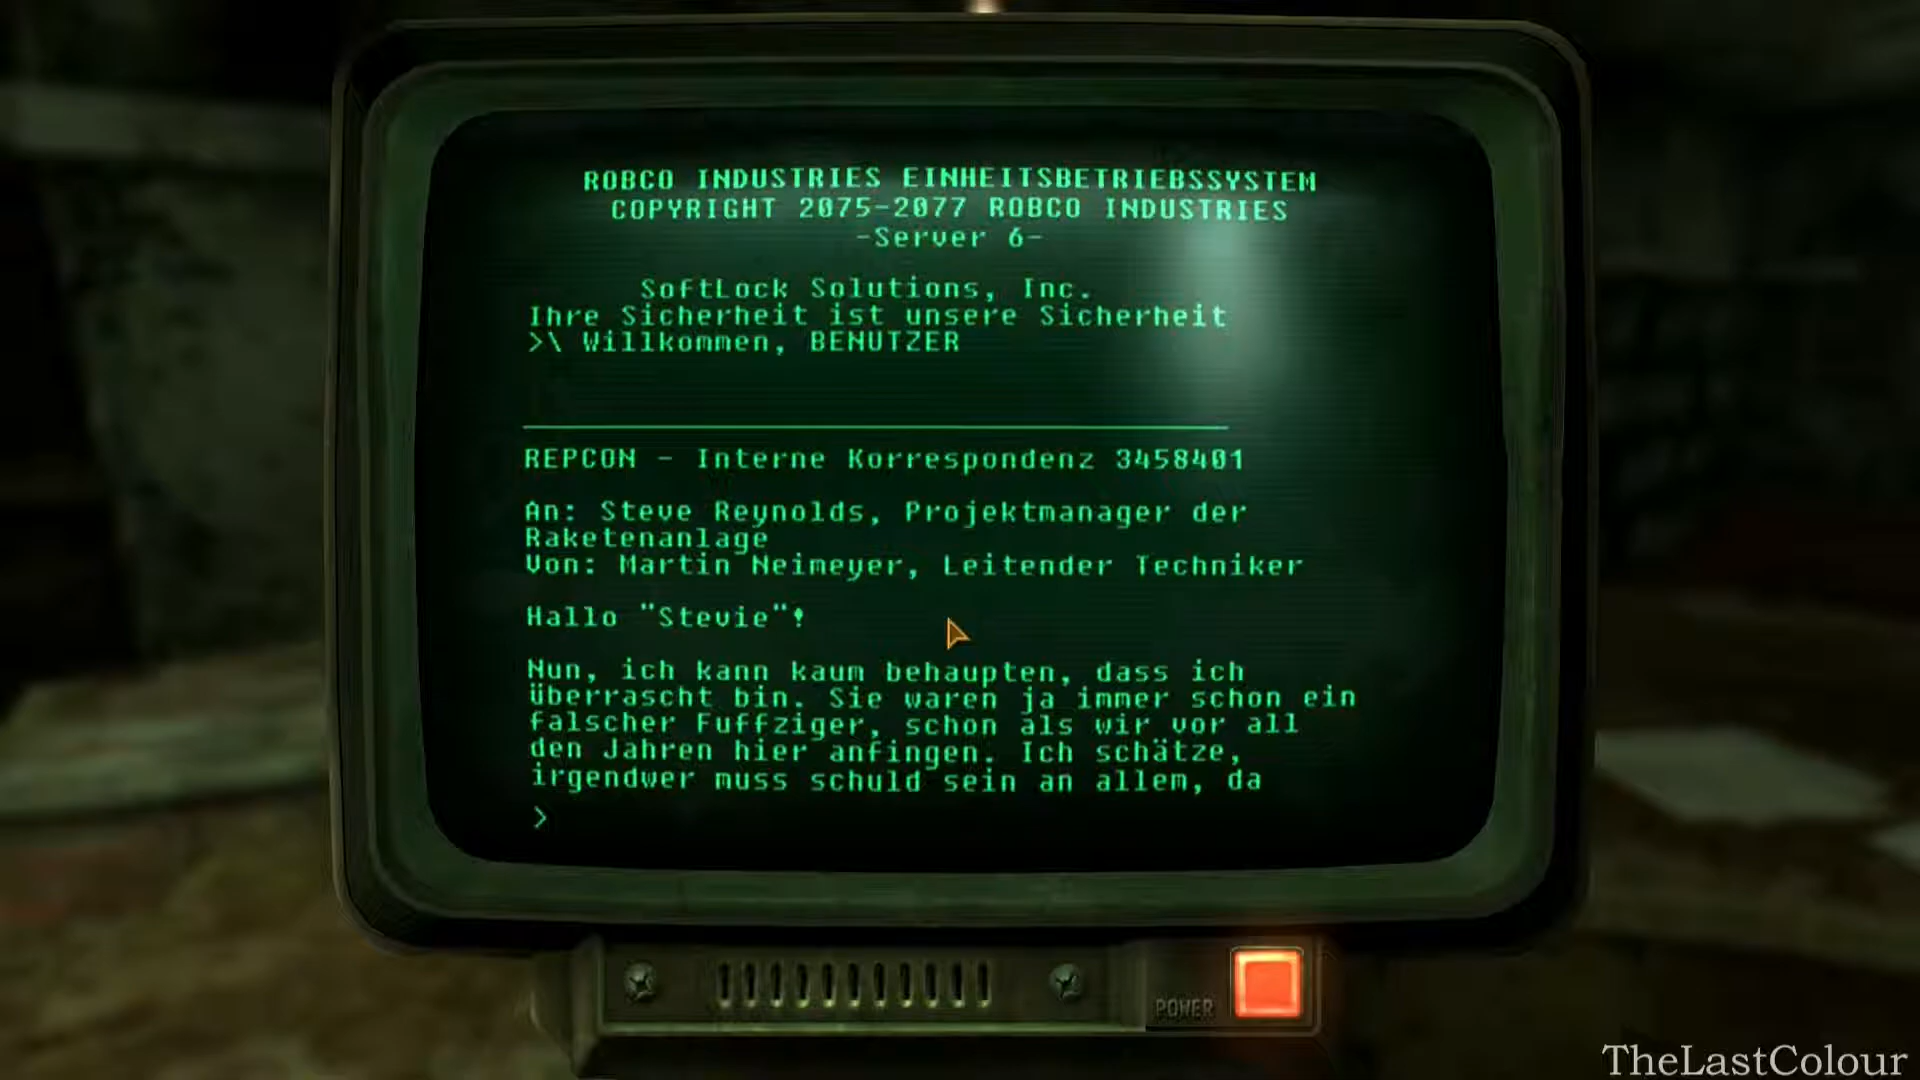 ROBCO INDUSTRIES EINHEITSBETRIEBSSYSTEM
COPYRIGHT 2075-2077 ROBCO INDUSTRIES
-Server 6-
SoftLock Solutions, Inc.
Ihre Sicherheit ist unsere Sicherheit
>\ Willkommen, BENUTZER
REPCON - Interne Korrespondenz 3458401
An: Steve Reynolds, Projektmanager der
Raketenanlage
Von: Martin Neimeyer, Leitender Techniker
Hallo "Stevie"!
Nun, ich kann kaum behaupten, dass ich
überrascht bin. Sie waren ja immer schon ein
falscher Fuffziger, schon als wir vor all
den Jahren hier anfingen. Ich schätze,
irgendwer muss schuld sein an allem, da
>
POWER
TheLastColour